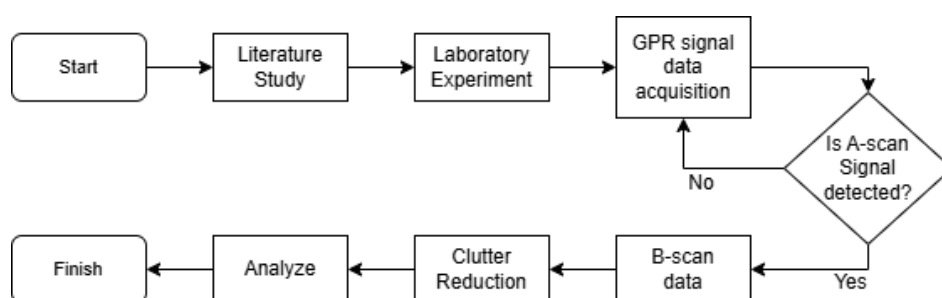 Start
Literature
Study
Laboratory
Experiment
GPR signal
data
acquisition
Is A-scan
Signal
detected?
No
Yes
B-scan
data
Clutter
Reduction
Analyze
Finish